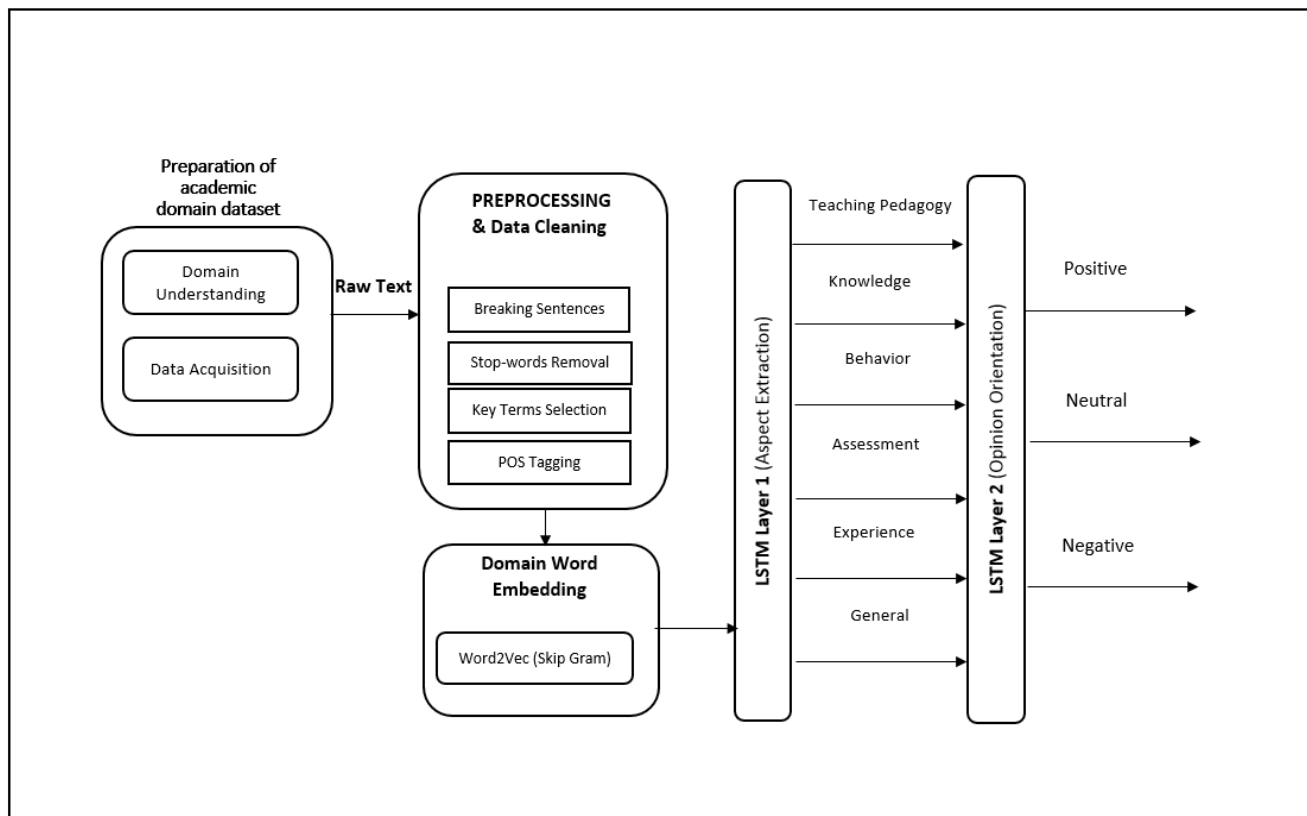 Preparation of
academic
domain dataset
Domain
Understanding
Data Acquisition
Raw Text
PREPROCESSING
& Data Cleaning
Breaking Sentences
Stop-words Removal
Key Terms Selection
POS Tagging
Domain Word
Embedding
Word2Vec (Skip Gram)
LSTM Layer 1 (Aspect Extraction)
Teaching Pedagogy
Knowledge
Behavior
Assessment
Experience
General
LSTM Layer 2 (Opinion Orientation)
Positive
Neutral
Negative